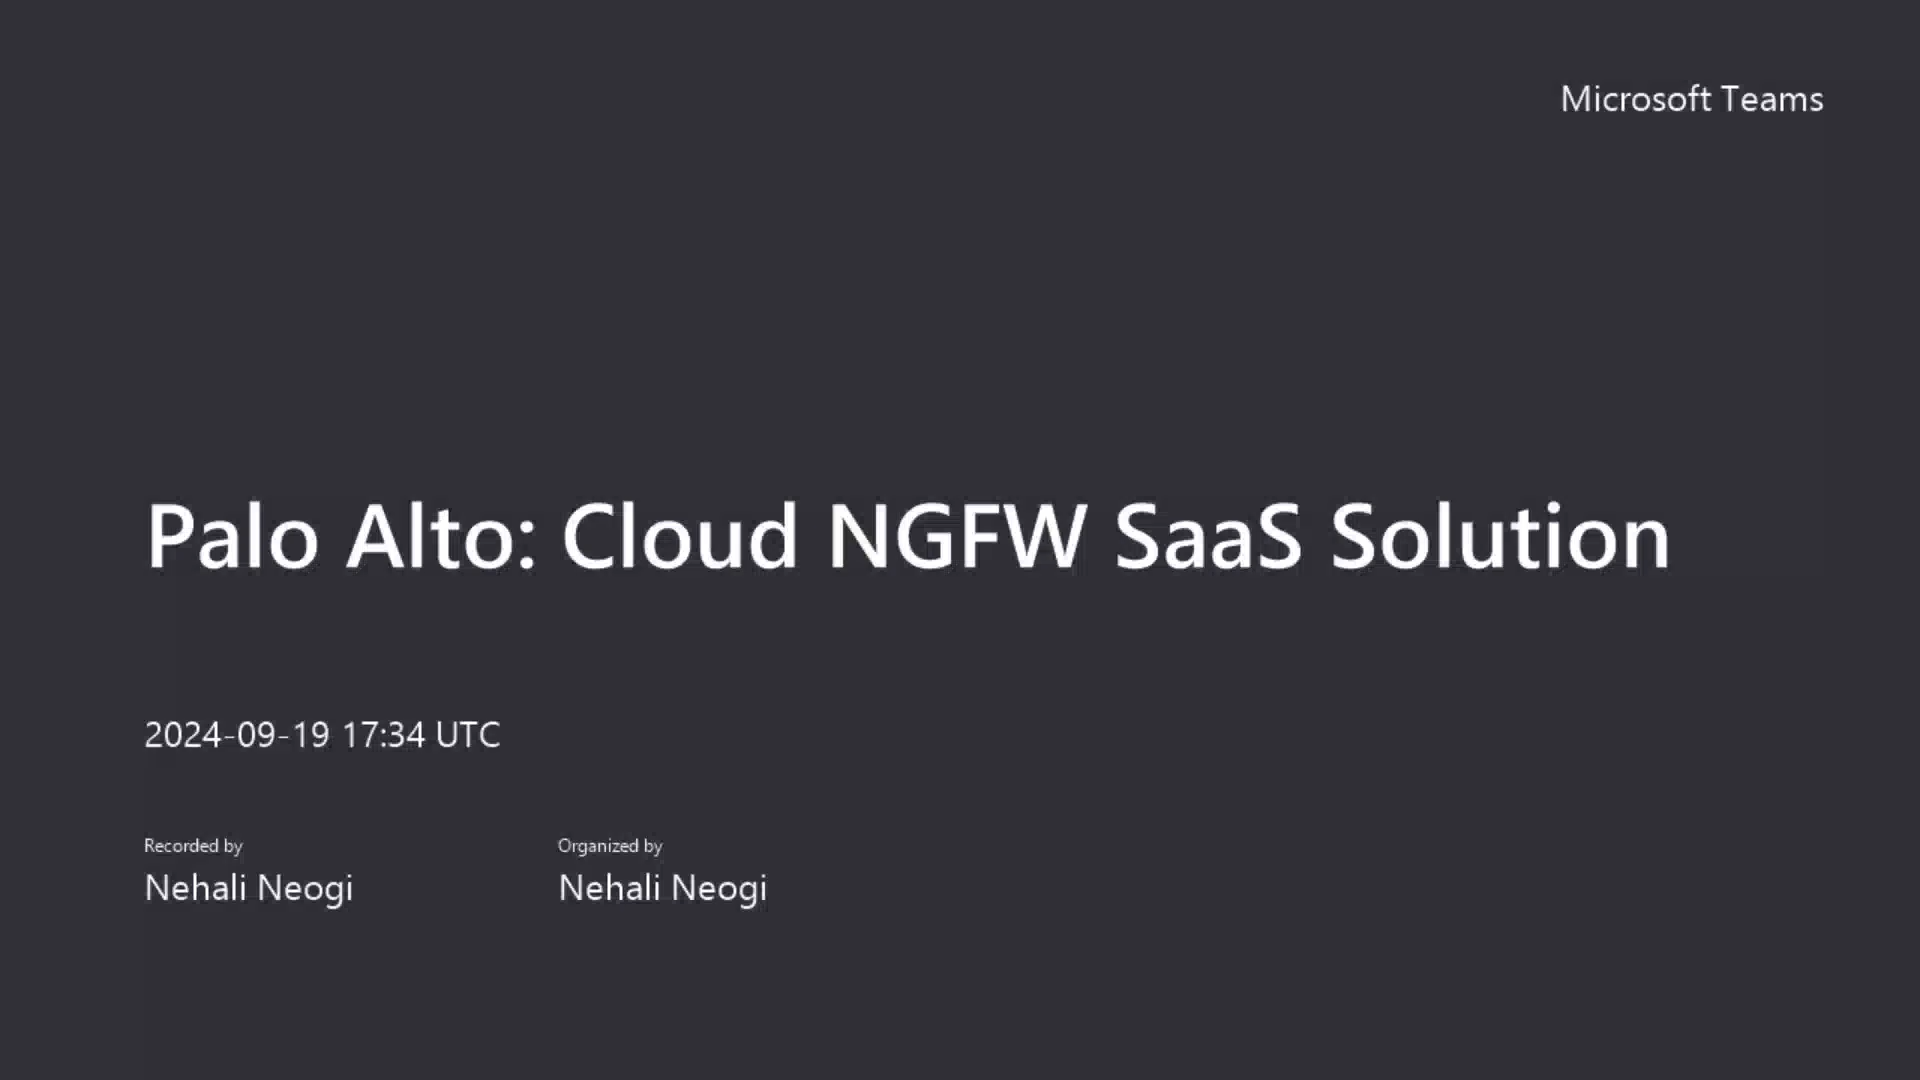 Microsoft Teams
Palo Alto: Cloud NGFW SaaS Solution
2024-09-19 17:34 UTC
Recorded by
Nehali Neogi
Organized by
Nehali Neogi